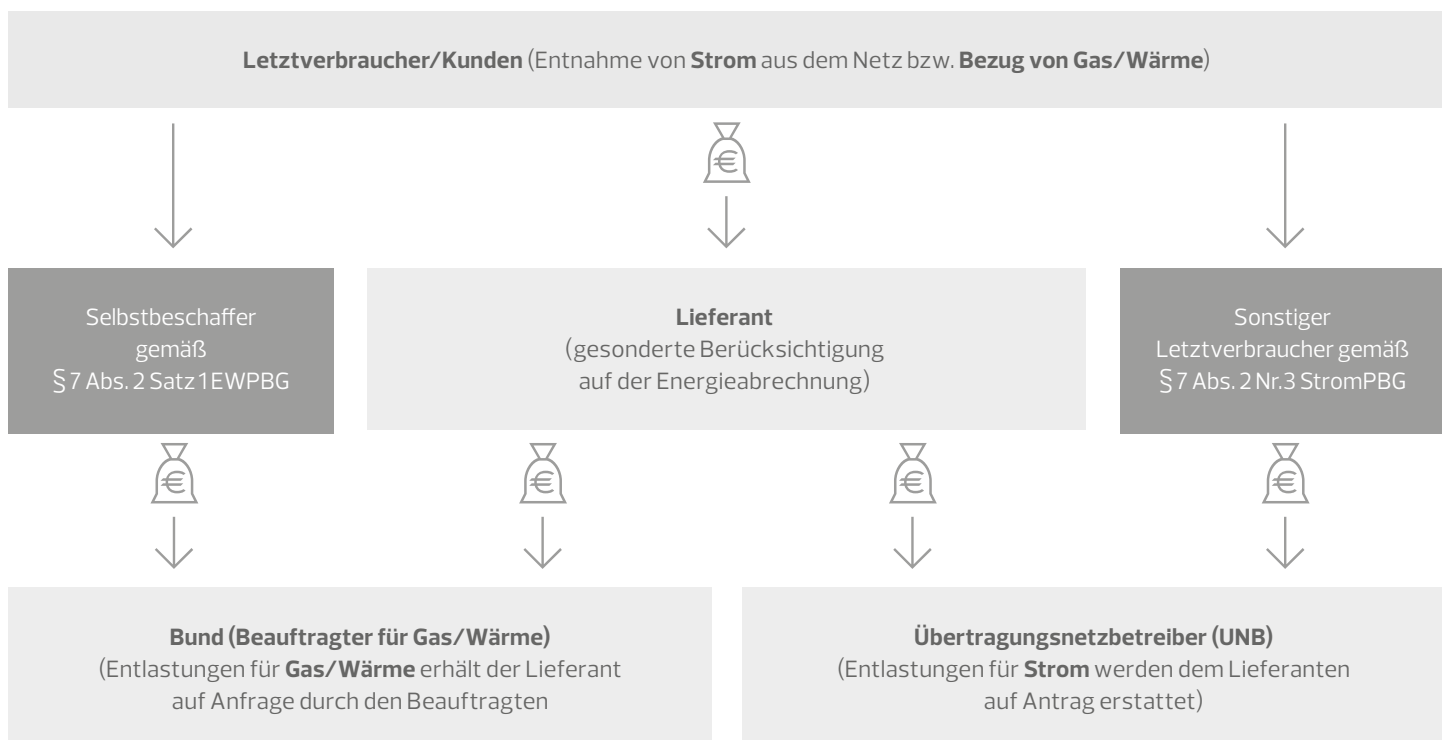 Letztverbraucher/Kunden (Entnahme von Strom aus dem Netz bzw. Bezug von Gas/Wärme)
€
Selbstbeschaffer
gemäß
§ 7 Abs. 2 Satz 1 EWPBG
Lieferant
(gesonderte Berücksichtigung
auf der Energieabrechnung)
Sonstiger
Letztverbraucher gemäß
§ 7 Abs. 2 Nr.3 StromPBG
€
€
€
€
Bund (Beauftragter für Gas/Wärme)
(Entlastungen für Gas/Wärme erhält der Lieferant
auf Anfrage durch den Beauftragten
Übertragungsnetzbetreiber (UNB)
(Entlastungen für Strom werden dem Lieferanten
auf Antrag erstattet)